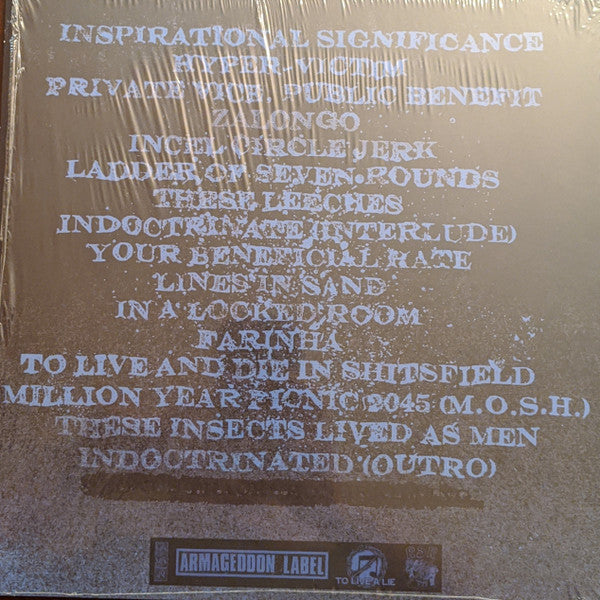 INSPIRATIONAL SIGNIFICANCE
HYPER-VICTIM
PRIVATE VICE, PUBLIC BENEFIT
ZALONGO
INCEL CIRCLE JERK
LADDER OF SEVEN ROUNDS
THESE LEECHES
INDOCTRINATE (INTERLUDE)
YOUR BENEFICIAL HATE
LINES IN SAND
IN A LOCKED ROOM
FARINHA
TO LIVE AND DIE IN SHITSFIELD
MILLION YEAR PICNIC 2045 (M.O.S.H.)
THESE INSECTS LIVED AS MEN
INDOCTRINATED (OUTRO)
ARMAGEDDON LABEL
TO LIVE A LIE